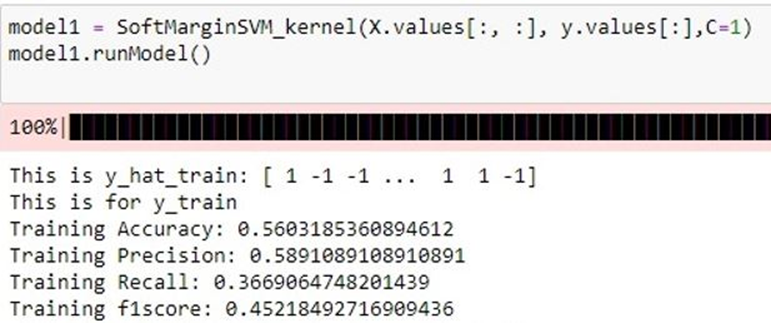 model1 = SoftMarginSVM_kernel(X.values[:, :], y.values[:],C=1)
model1.runModel()
100%|
This is y_hat_train: [ 1 -1 -1 ...  1  1 -1]
This is for y_train
Training Accuracy: 0.5603185360894612
Training Precision: 0.5891089108910891
Training Recall: 0.3669064748201439
Training f1score: 0.45218492716909436